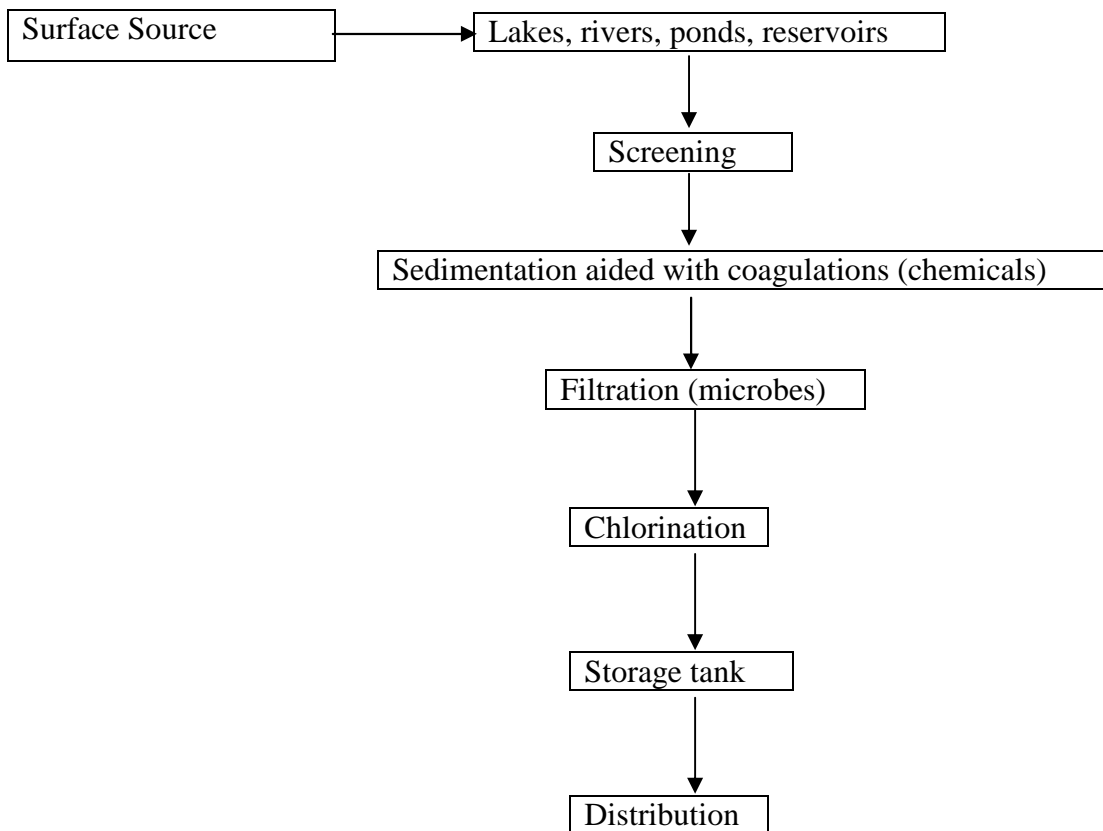 Surface Source
Lakes, rivers, ponds, reservoirs
Screening
Sedimentation aided with coagulations (chemicals)
Filtration (microbes)
Chlorination
Storage tank
Distribution